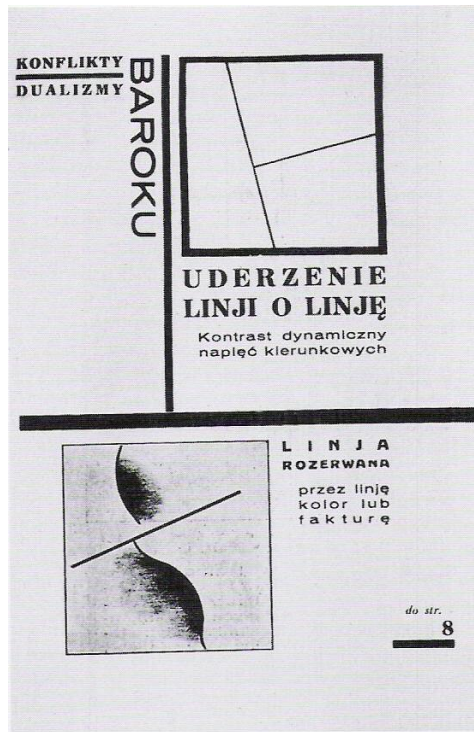 KONFLIKTY
DUALIZMY
BAROKU
UDERZENIE
LINJI O LINJĘ
Kontrast dynamiczny
napięć kierunkowych
LINJA
ROZERWANA
przez linję
kolor lub
fakturę
do str.
8